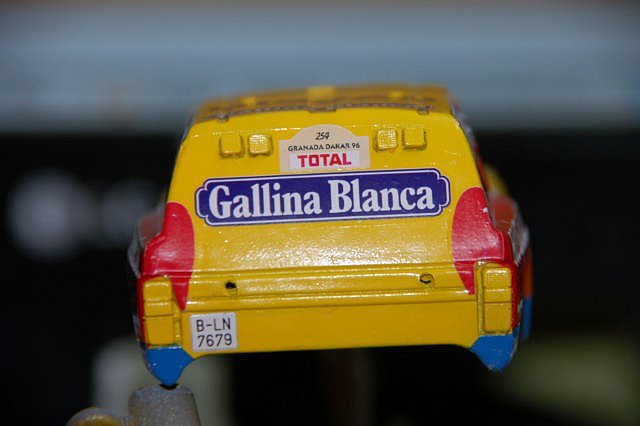 254
GRANADA DAKAR 96
TOTAL
Gallina Blanca
B-LN
7679